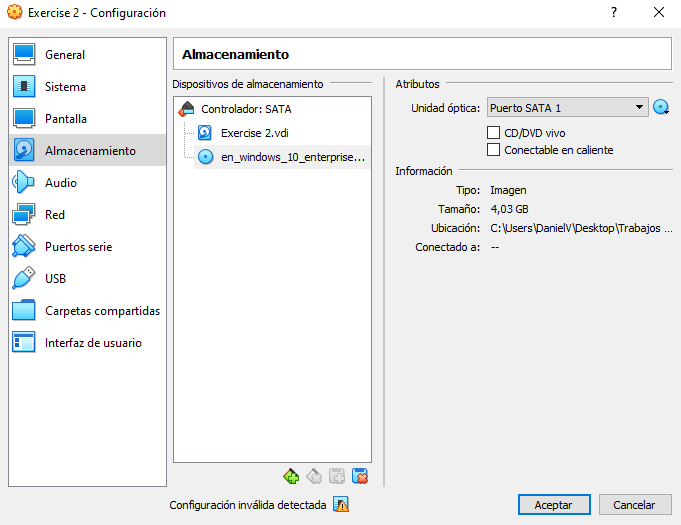 Exercise 2 - Configuración
?
General
Sistema
Pantalla
Almacenamiento
Audio
Red
Puertos serie
USB
Carpetas compartidas
Interfaz de usuario
Almacenamiento
Dispositivos de almacenamiento
Controlador: SATA
Exercise 2.vdi
en_windows_10_enterprise...
Atributos
Unidad óptica: Puerto SATA 1
CD/DVD vivo
Conectable en caliente
Información
Tipo: Imagen
Tamaño: 4,03 GB
Ubicación: C:\Users\DanielV\Desktop\Trabajos ...
Conectado a: --
Configuración inválida detectada
Aceptar
Cancelar